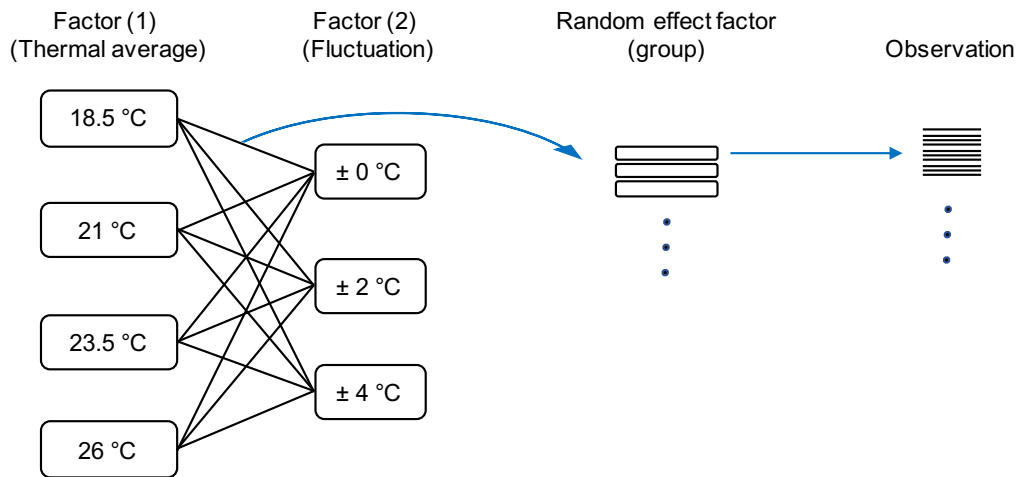 Factor (1)
(Thermal average)
Factor (2)
(Fluctuation)
Random effect factor
(group)
Observation
18.5 °C
21 °C
23.5 °C
26 °C
± 0 °C
± 2 °C
± 4 °C